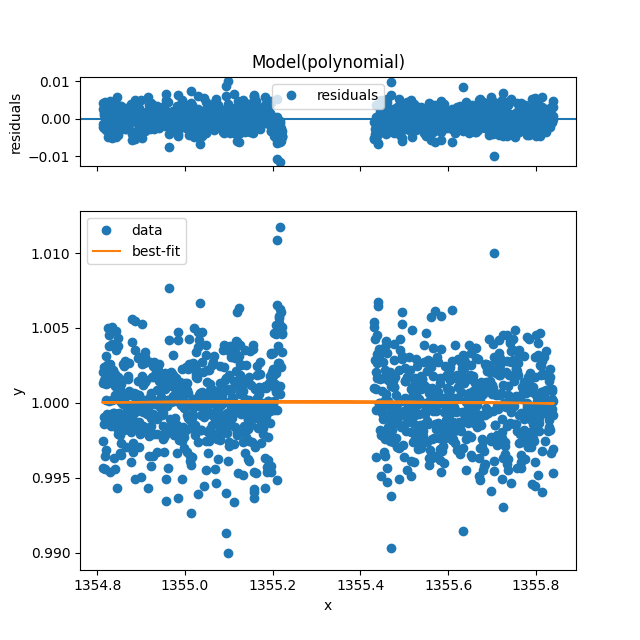 Model(polynomial)
0.01
0.00
−0.01
residuals
residuals
data
best-fit
1.010
1.005
1.000
0.995
0.990
y
1354.8 1355.0 1355.2 1355.4 1355.6 1355.8
x